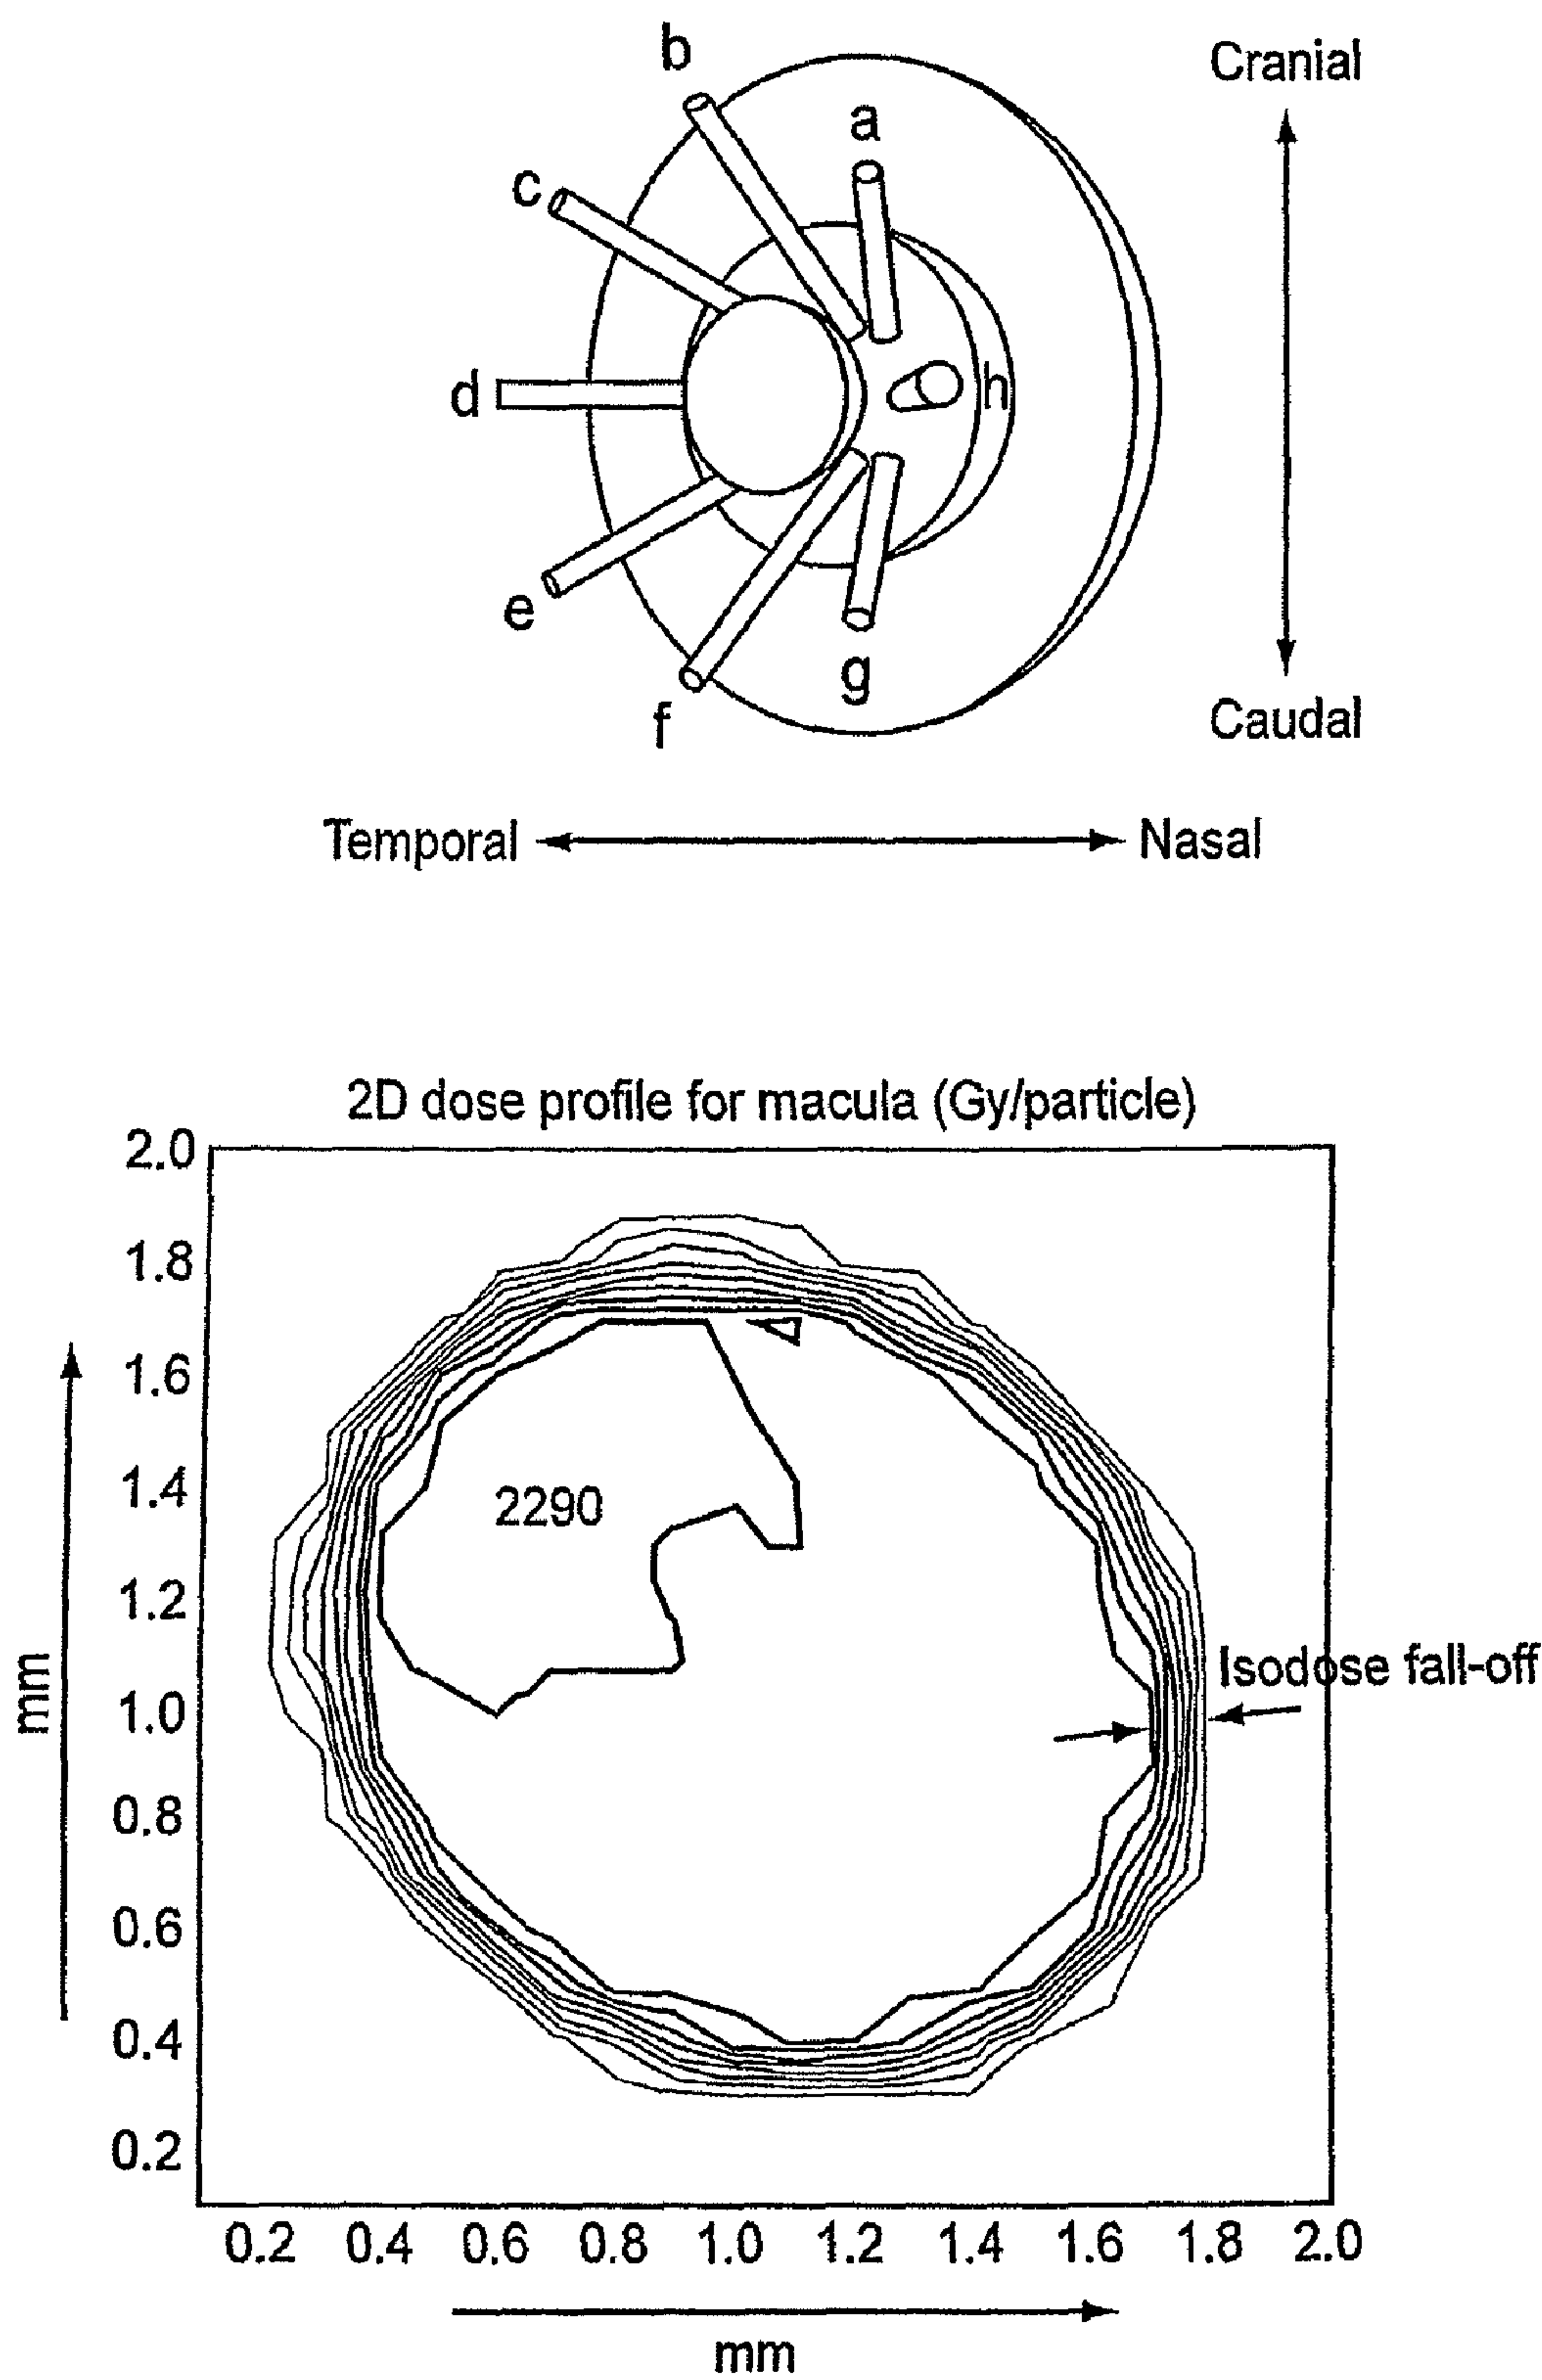 b
Cranial
a
c
d
h
e
g
f
Caudal
Temporal
Nasal
2D dose profile for macula (Gy/particle)
2.0
1.8
1.6
1.4
2290
1.2
Isodose fall-off
mm
1.0
0.8
0.6
0.4
0.2
0.2 0.4 0.6 0.8 1.0 1.2 1.4 1.6 1.8 2.0
mm